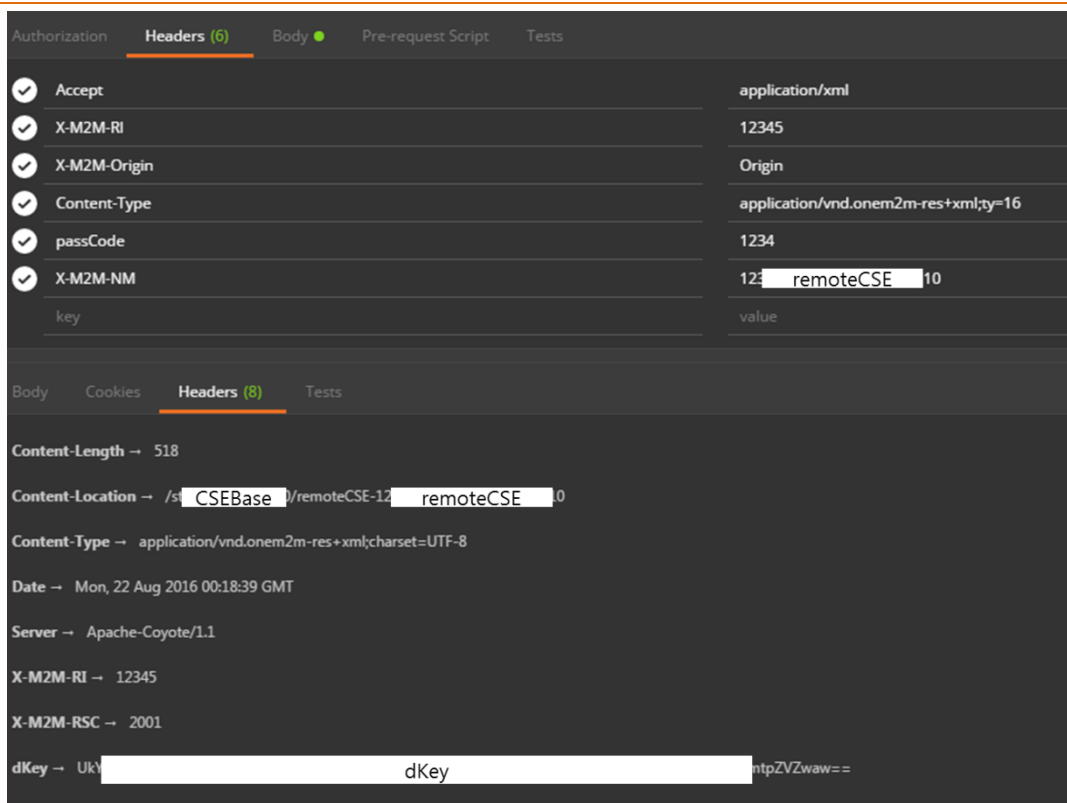 Authorization Headers (6) Body Pre-request Script Tests
Accept application/xml
X-M2M-RI 12345
X-M2M-Origin Origin
Content-Type application/vnd.onem2m-res+xml;ty=16
passCode 1234
X-M2M-NM 123 remoteCSE 10
key value
Body Cookies Headers (8) Tests
Content-Length → 518
Content-Location → /st CSEBase 0/remoteCSE-12 remoteCSE 10
Content-Type → application/vnd.onem2m-res+xml;charset=UTF-8
Date → Mon, 22 Aug 2016 00:18:39 GMT
Server → Apache-Coyote/1.1
X-M2M-RI → 12345
X-M2M-RSC → 2001
dKey → UkY dKey ntpZVZwaw==